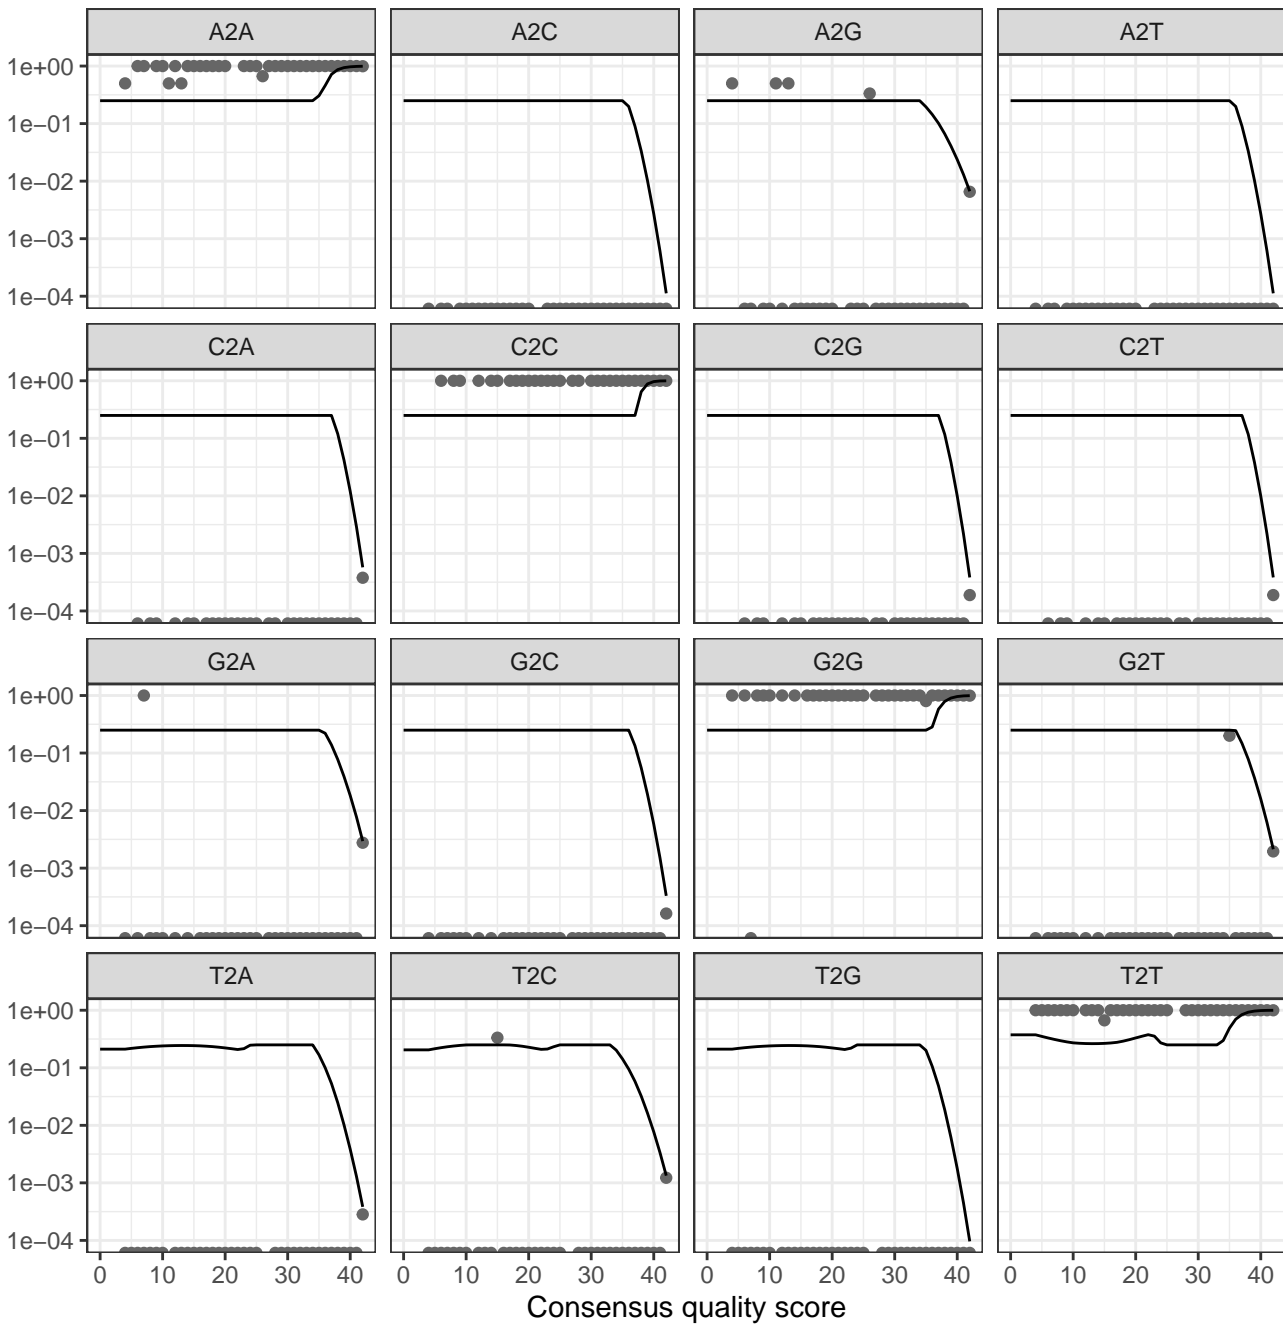 A2A A2C A2G A2T
1e+00
1e−01
1e−02
1e−03
1e−04
C2A C2C C2G C2T
1e+00
1e−01
1e−02
1e−03
1e−04
G2A G2C G2G G2T
1e+00
1e−01
1e−02
1e−03
1e−04
T2A T2C T2G T2T
1e+00
1e−01
1e−02
1e−03
1e−04
0 10 20 30 40 0 10 20 30 40 0 10 20 30 40 0 10 20 30 40
Consensus quality score